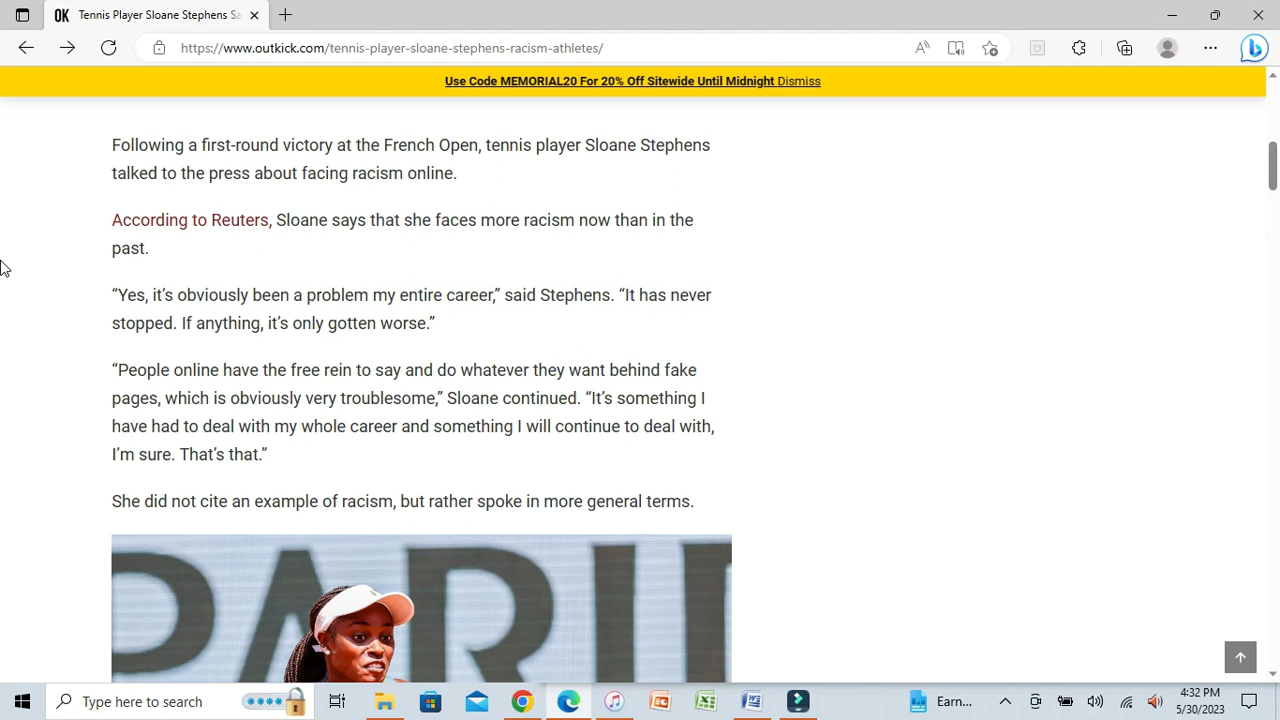 OK Tennis Player Sloane Stephens Sa
https://www.outkick.com/tennis-player-sloane-stephens-racism-athletes/
Use Code MEMORIAL20 For 20% Off Sitewide Until Midnight Dismiss
Following a first-round victory at the French Open, tennis player Sloane Stephens
talked to the press about facing racism online.
According to Reuters, Sloane says that she faces more racism now than in the
past.
“Yes, it’s obviously been a problem my entire career,” said Stephens. “It has never
stopped. If anything, it’s only gotten worse.”
“People online have the free rein to say and do whatever they want behind fake
pages, which is obviously very troublesome,” Sloane continued. “It’s something I
have had to deal with my whole career and something I will continue to deal with,
I’m sure. That’s that.”
She did not cite an example of racism, but rather spoke in more general terms.
PARI
Type here to search
Earn...
4:32 PM
5/30/2023